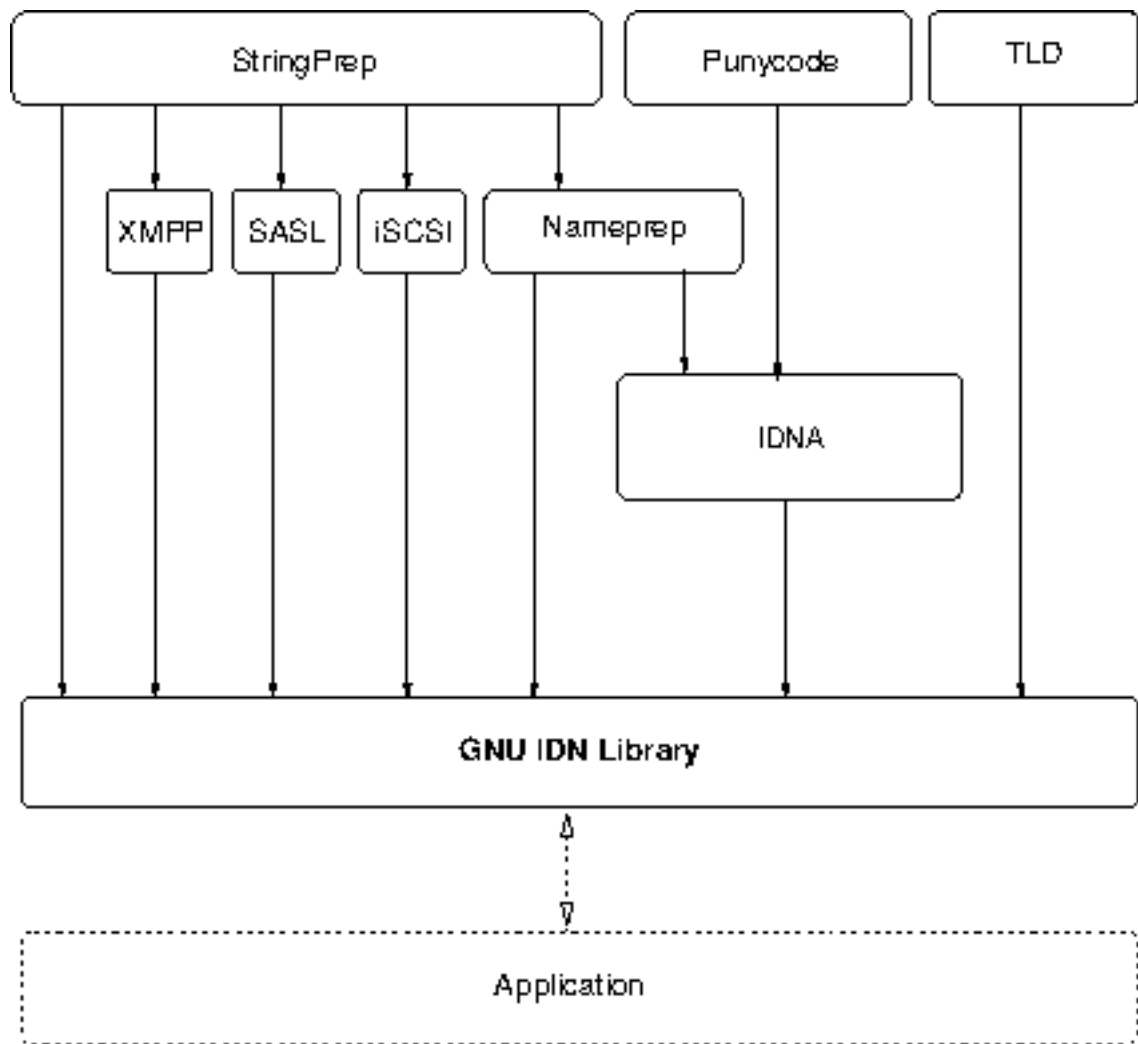 StringPrep
Punycode
TLD
XMPP
SASL
iSCSI
Nameprep
IDNA
GNU IDN Library
Application